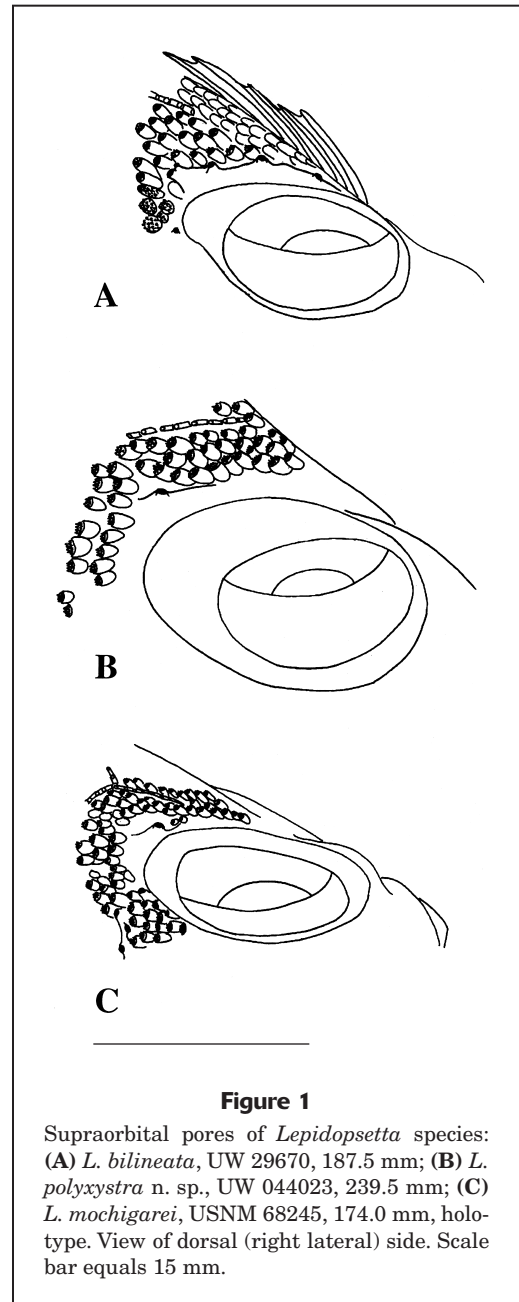 A
B
C
Figure 1
Supraorbital pores of Lepidopsetta species:
(A) L. bilineata, UW 29670, 187.5 mm; (B) L.
polyxystra n. sp., UW 044023, 239.5 mm; (C)
L. mochigarei, USNM 68245, 174.0 mm, holo-
type. View of dorsal (right lateral) side. Scale
bar equals 15 mm.